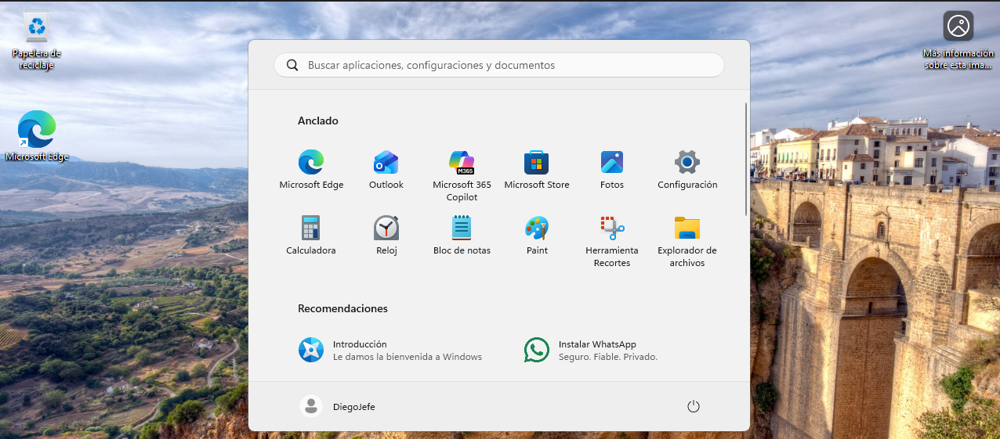 Papelera de
reciclaje
Microsoft Edge
Más información
sobre esta ima...
Buscar aplicaciones, configuraciones y documentos
Anclado
Microsoft Edge
Outlook
M365
Microsoft 365
Copilot
Microsoft Store
Fotos
Configuración
Calculadora
Reloj
Bloc de notas
Paint
Herramienta
Recortes
Explorador de
archivos
Recomendaciones
Introducción
Le damos la bienvenida a Windows
Instalar WhatsApp
Seguro. Fiable. Privado.
DiegoJefe